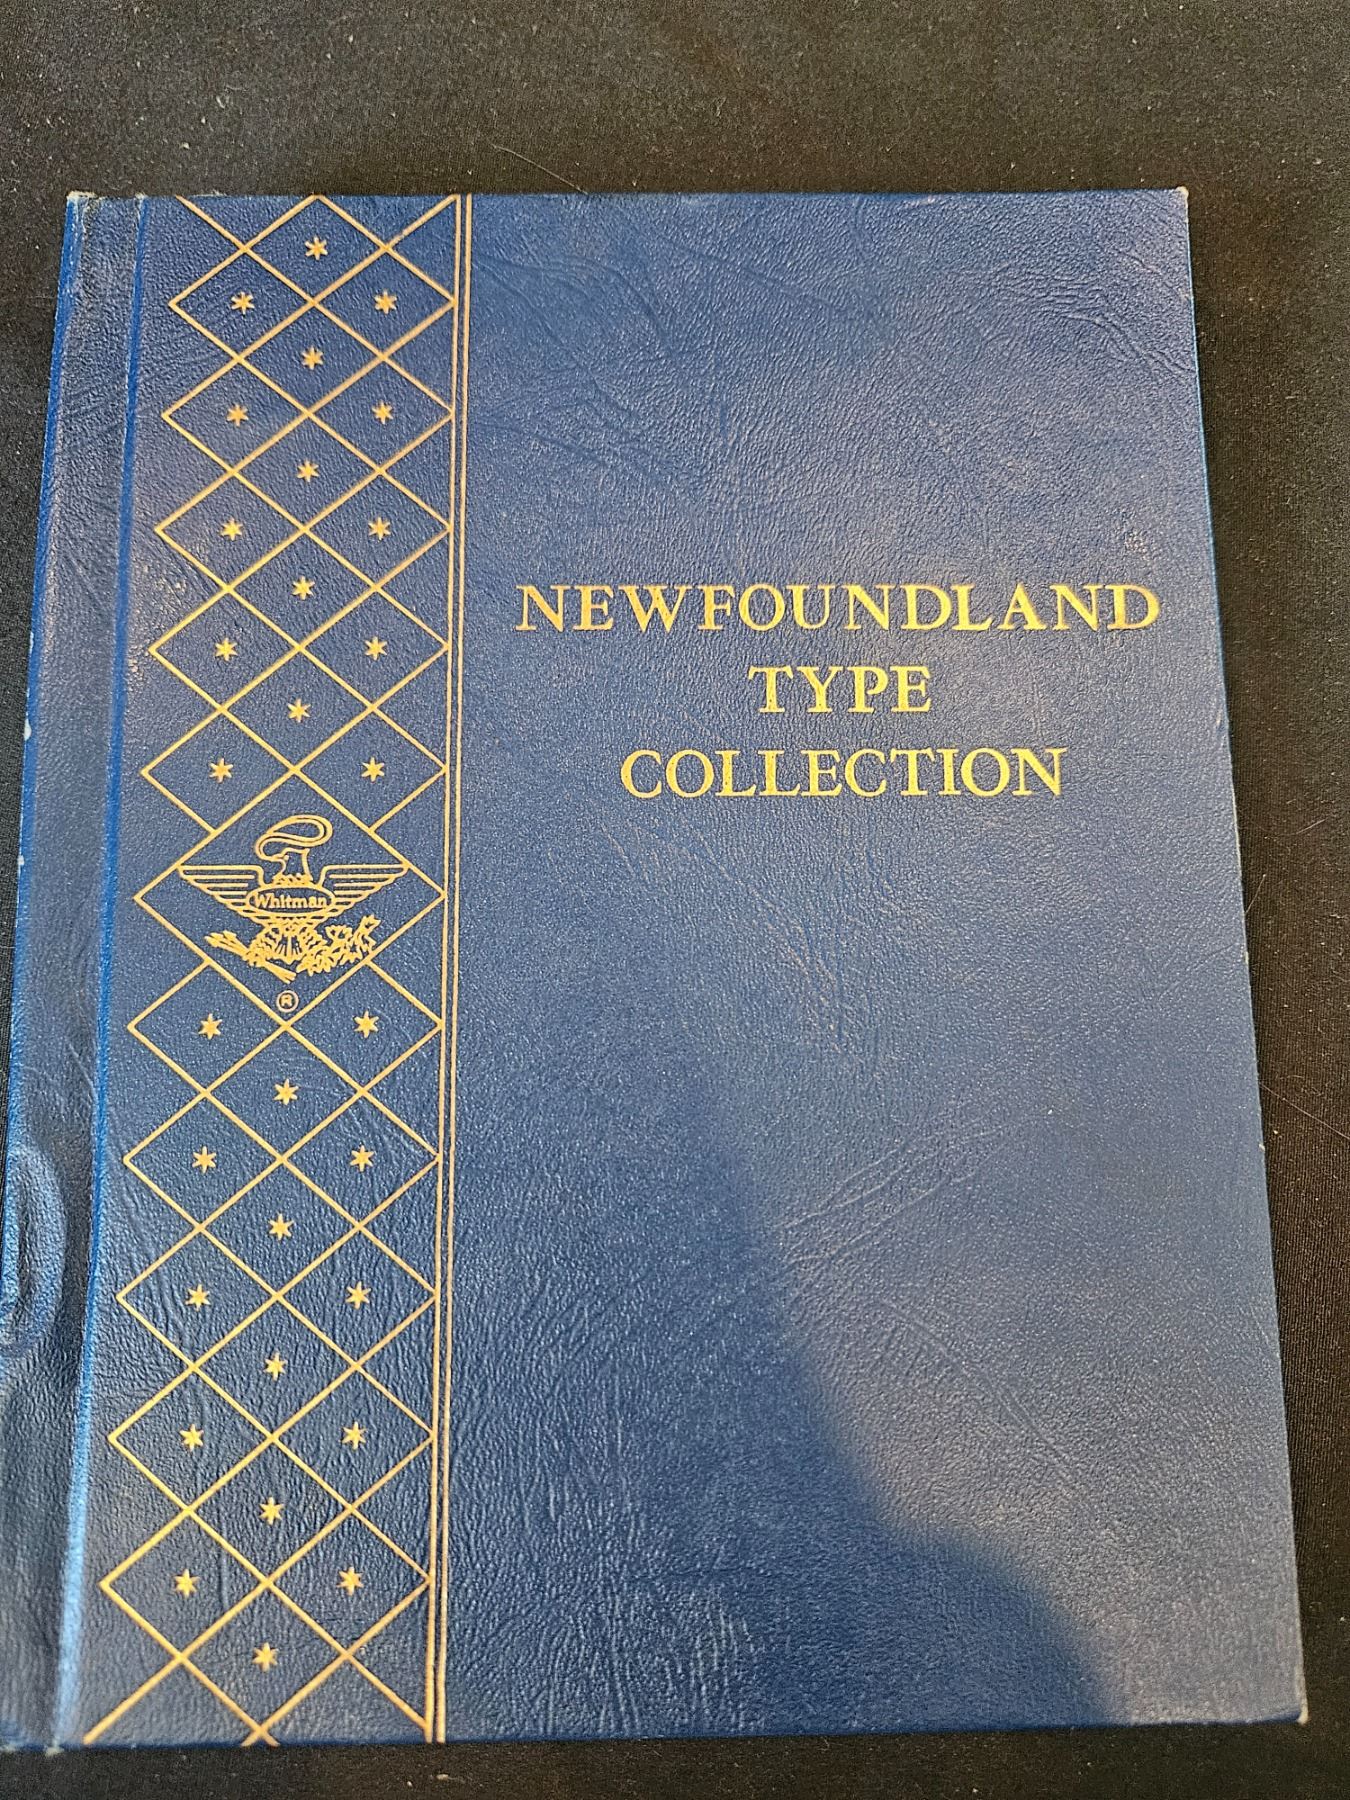 NEWFOUNDLAND
TYPE
COLLECTION
Whitman
®